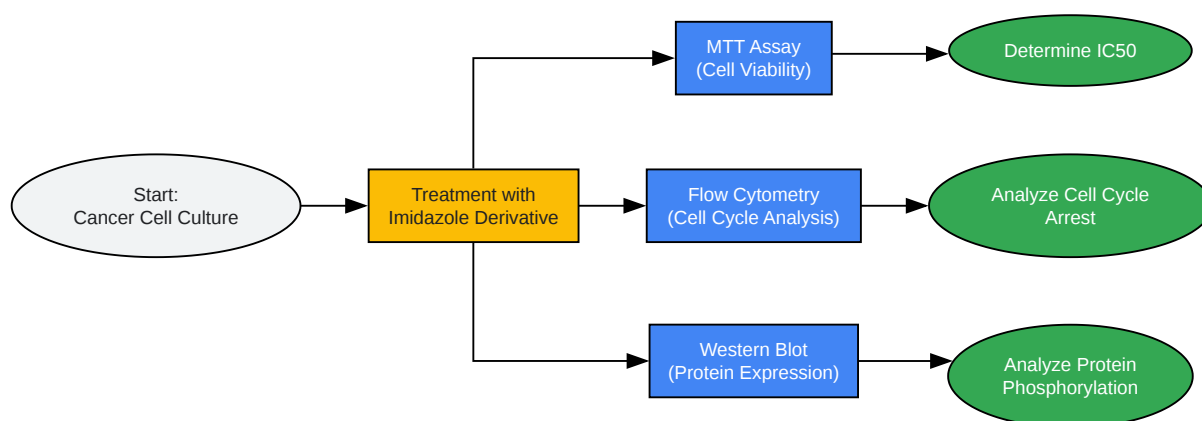 Start:
Cancer Cell Culture
Treatment with
Imidazole Derivative
MTT Assay
(Cell Viability)
Determine IC50
Flow Cytometry
(Cell Cycle Analysis)
Analyze Cell Cycle
Arrest
Western Blot
(Protein Expression)
Analyze Protein
Phosphorylation